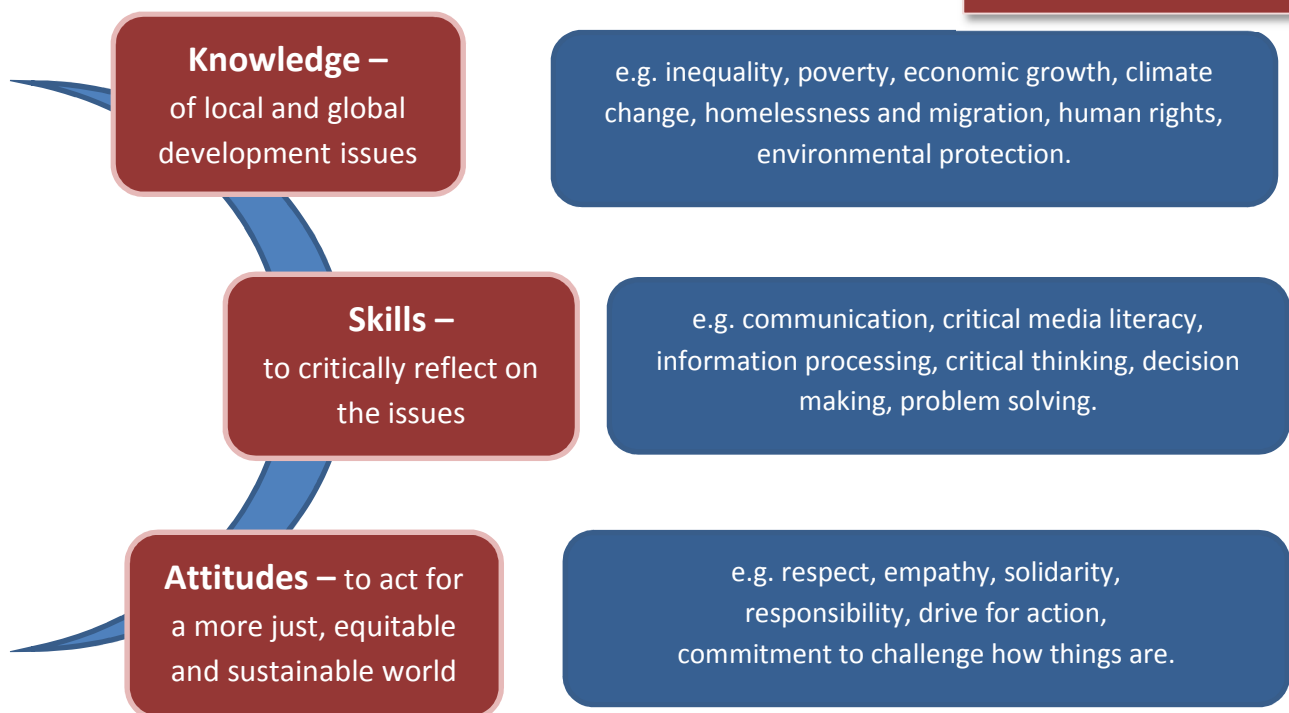 Knowledge –
of local and global
development issues
e.g. inequality, poverty, economic growth, climate
change, homelessness and migration, human rights,
environmental protection.
Skills –
to critically reflect on
the issues
e.g. communication, critical media literacy,
information processing, critical thinking, decision
making, problem solving.
Attitudes – to act for
a more just, equitable
and sustainable world
e.g. respect, empathy, solidarity,
responsibility, drive for action,
commitment to challenge how things are.